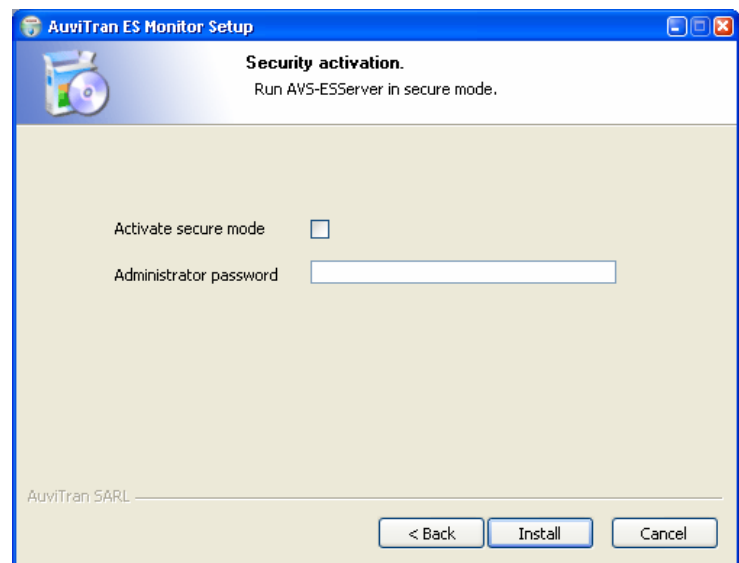 AuviTran ES Monitor Setup
Security activation.
Run AVS-ESServer in secure mode.
Activate secure mode
Administrator password
AuviTran SARL
< Back Install Cancel